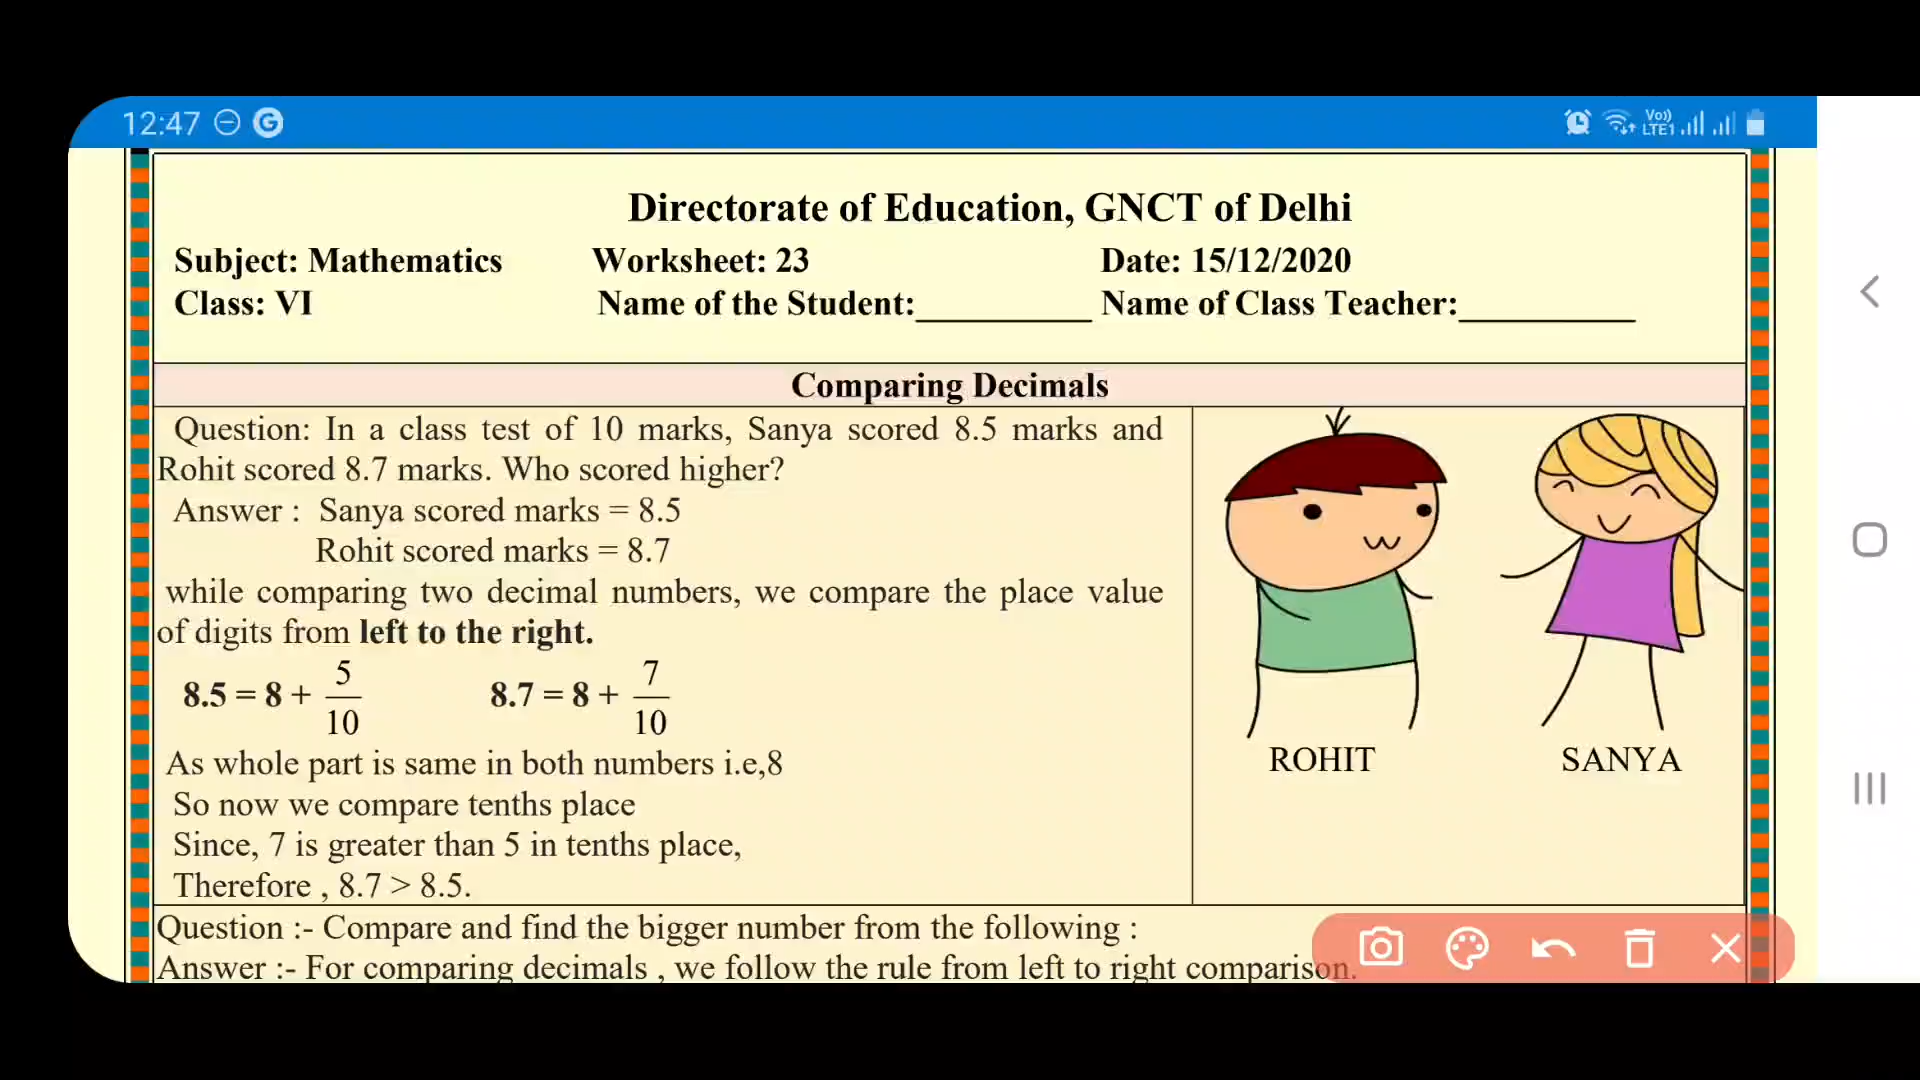 12:47
Vo))
LTE1
Directorate of Education, GNCT of Delhi
Subject: Mathematics Worksheet: 23 Date: 15/12/2020
Class: VI Name of the Student:__________ Name of Class Teacher:__________
Comparing Decimals
Question: In a class test of 10 marks, Sanya scored 8.5 marks and
Rohit scored 8.7 marks. Who scored higher?
Answer : Sanya scored marks = 8.5
Rohit scored marks = 8.7
while comparing two decimal numbers, we compare the place value
of digits from left to the right.
8.5 = 8 + 5/10 8.7 = 8 + 7/10
As whole part is same in both numbers i.e,8
So now we compare tenths place
Since, 7 is greater than 5 in tenths place,
Therefore , 8.7 > 8.5.
ROHIT SANYA
Question :- Compare and find the bigger number from the following :
Answer :- For comparing decimals , we follow the rule from left to right comparison.